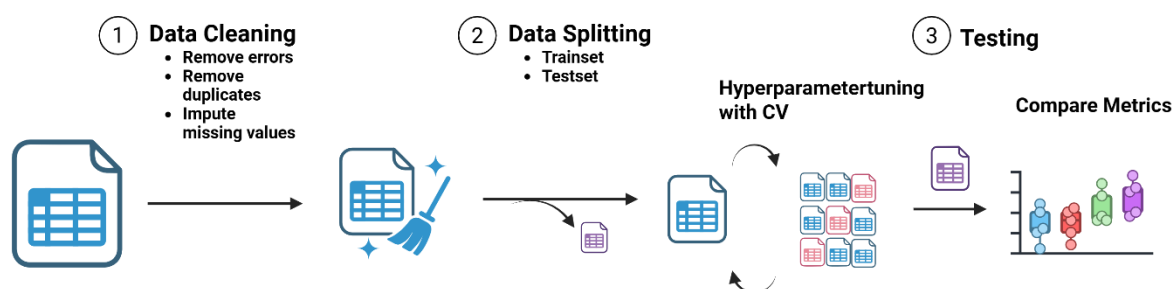 1 Data Cleaning
• Remove errors
• Remove
duplicates
• Impute
missing values
2 Data Splitting
• Trainset
• Testset
Hyperparametertuning
with CV
3 Testing
Compare Metrics